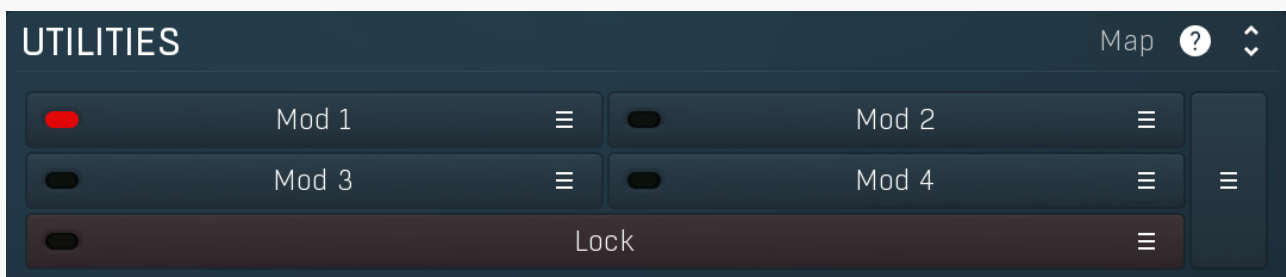 UTILITIES Map ?
Mod 1 Mod 2
Mod 3 Mod 4
Lock